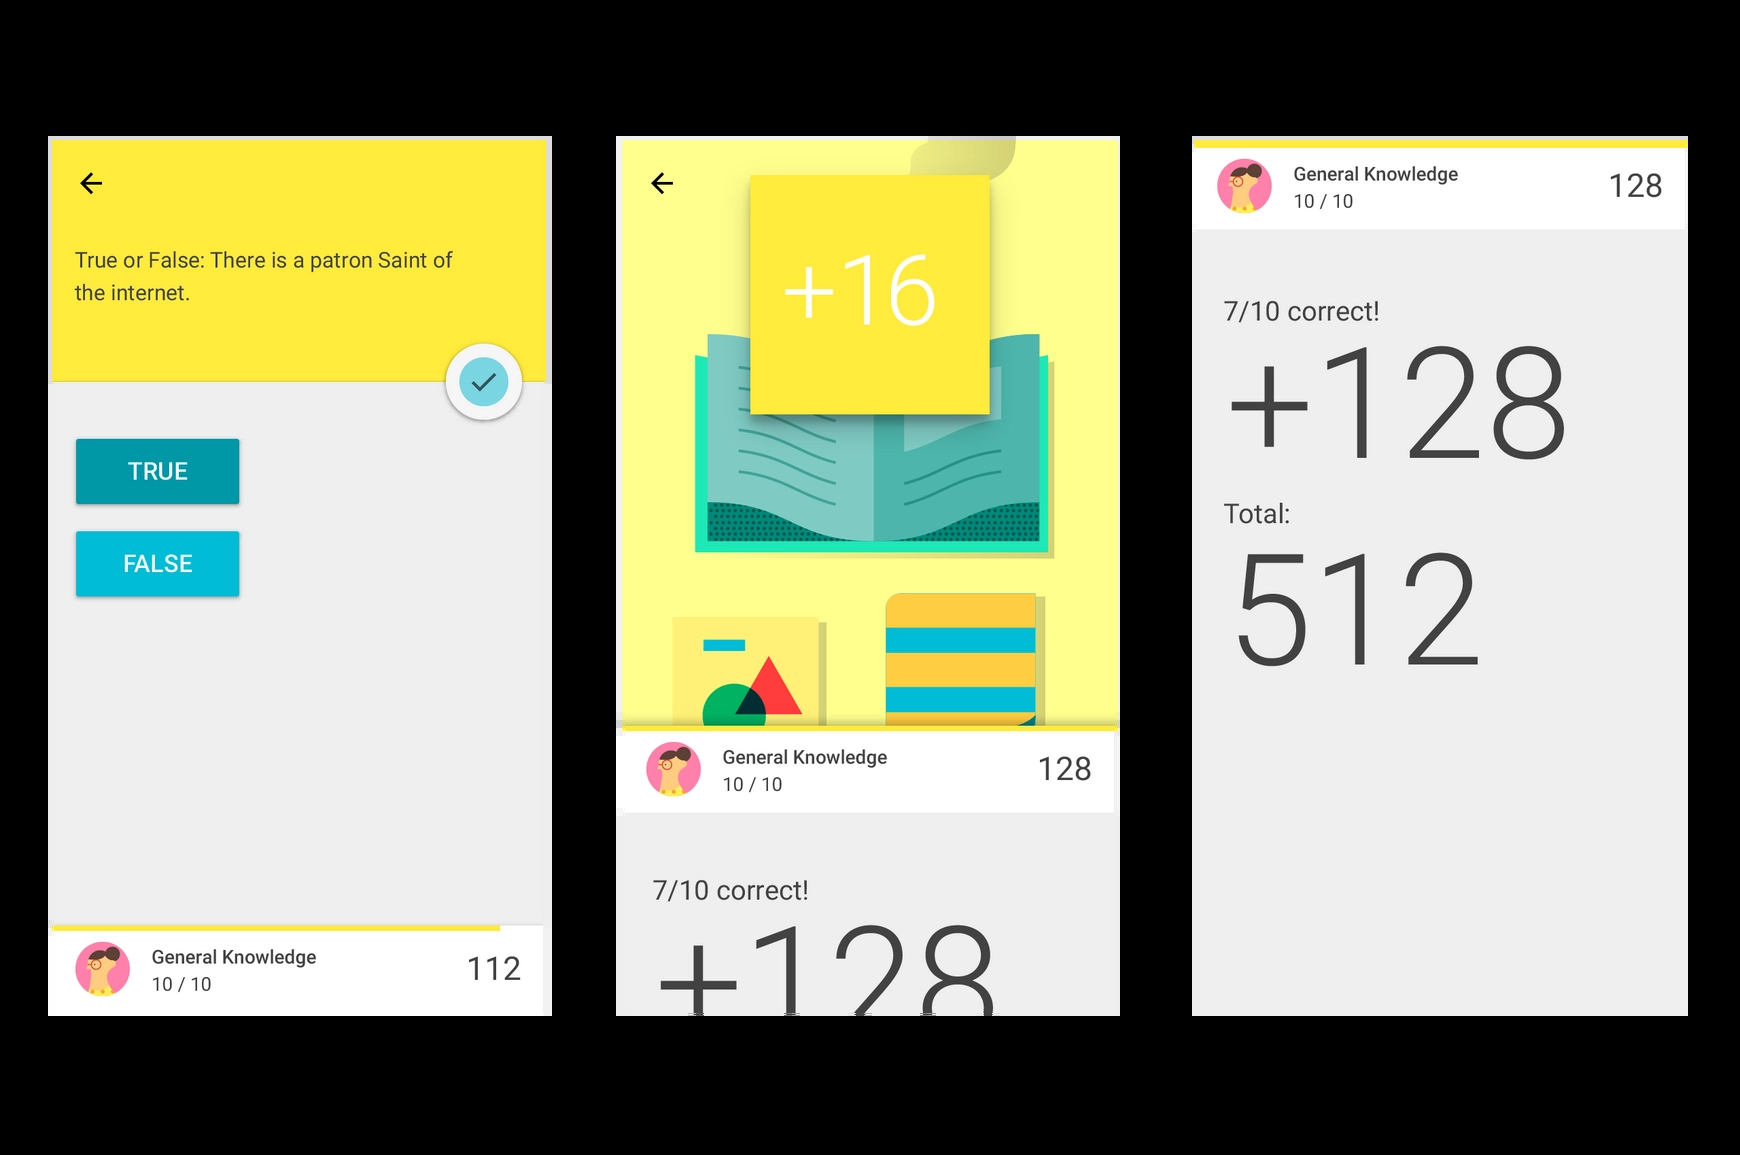 True or False: There is a patron Saint of
the internet.
TRUE
FALSE
General Knowledge
10 / 10
112
+16
General Knowledge
10 / 10
128
7/10 correct!
+128
General Knowledge
10 / 10
128
7/10 correct!
+128
Total:
512